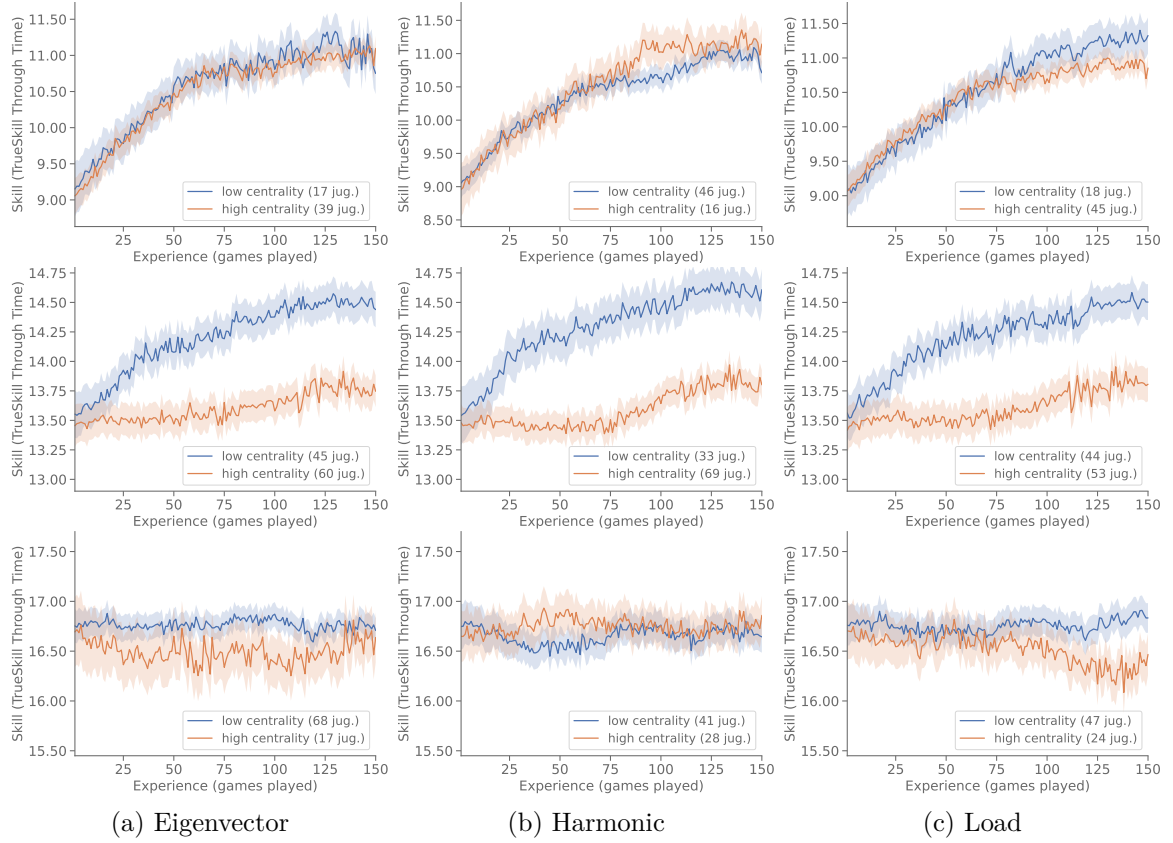 Skill (TrueSkill Through Time)
11.50
11.00
10.50
10.00
9.50
9.00
low centrality (17 jug.)
high centrality (39 jug.)
25 50 75 100 125 150
Experience (games played)
Skill (TrueSkill Through Time)
11.50
11.00
10.50
10.00
9.50
9.00
8.50
low centrality (46 jug.)
high centrality (16 jug.)
25 50 75 100 125 150
Experience (games played)
Skill (TrueSkill Through Time)
11.50
11.00
10.50
10.00
9.50
9.00
low centrality (18 jug.)
high centrality (45 jug.)
25 50 75 100 125 150
Experience (games played)
Skill (TrueSkill Through Time)
14.75
14.50
14.25
14.00
13.75
13.50
13.25
13.00
low centrality (45 jug.)
high centrality (60 jug.)
25 50 75 100 125 150
Experience (games played)
Skill (TrueSkill Through Time)
14.75
14.50
14.25
14.00
13.75
13.50
13.25
13.00
low centrality (33 jug.)
high centrality (69 jug.)
25 50 75 100 125 150
Experience (games played)
Skill (TrueSkill Through Time)
14.75
14.50
14.25
14.00
13.75
13.50
13.25
13.00
low centrality (44 jug.)
high centrality (53 jug.)
25 50 75 100 125 150
Experience (games played)
Skill (TrueSkill Through Time)
17.50
17.00
16.50
16.00
15.50
low centrality (68 jug.)
high centrality (17 jug.)
25 50 75 100 125 150
Experience (games played)
Skill (TrueSkill Through Time)
17.50
17.00
16.50
16.00
15.50
low centrality (41 jug.)
high centrality (28 jug.)
25 50 75 100 125 150
Experience (games played)
Skill (TrueSkill Through Time)
17.50
17.00
16.50
16.00
15.50
low centrality (47 jug.)
high centrality (24 jug.)
25 50 75 100 125 150
Experience (games played)
(a) Eigenvector
(b) Harmonic
(c) Load